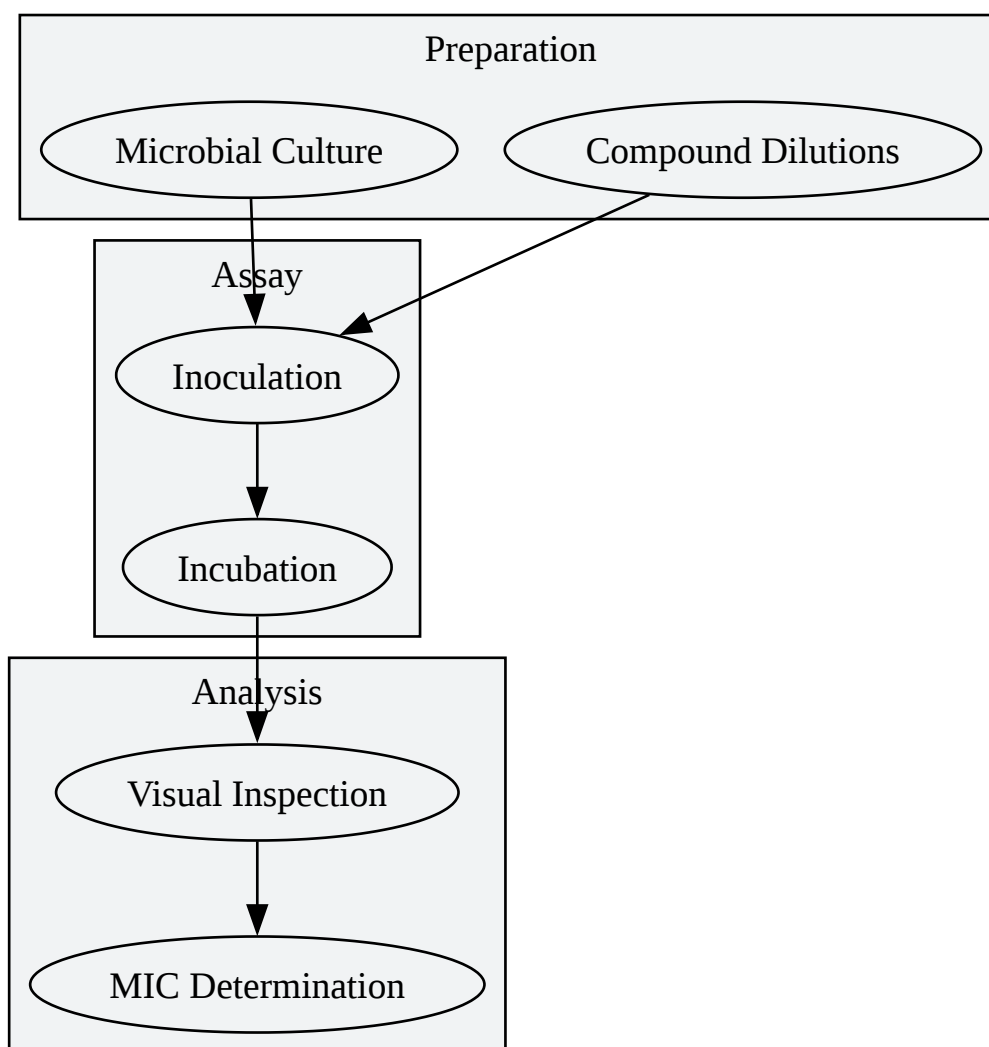 Preparation
Microbial Culture
Compound Dilutions
Assay
Inoculation
Incubation
Analysis
Visual Inspection
MIC Determination